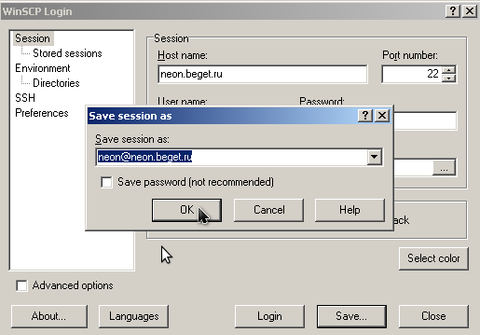 WinSCP Login
Session
Stored sessions
Environment
Directories
SSH
Preferences
Session
Host name:
Port number:
neon.beget.ru
22
User name:
Password:
Save session as
Save session as:
neon@neon.beget.ru
Save password (not recommended)
OK
Cancel
Help
Select color
Advanced options
About...
Languages
Login
Save...
Close